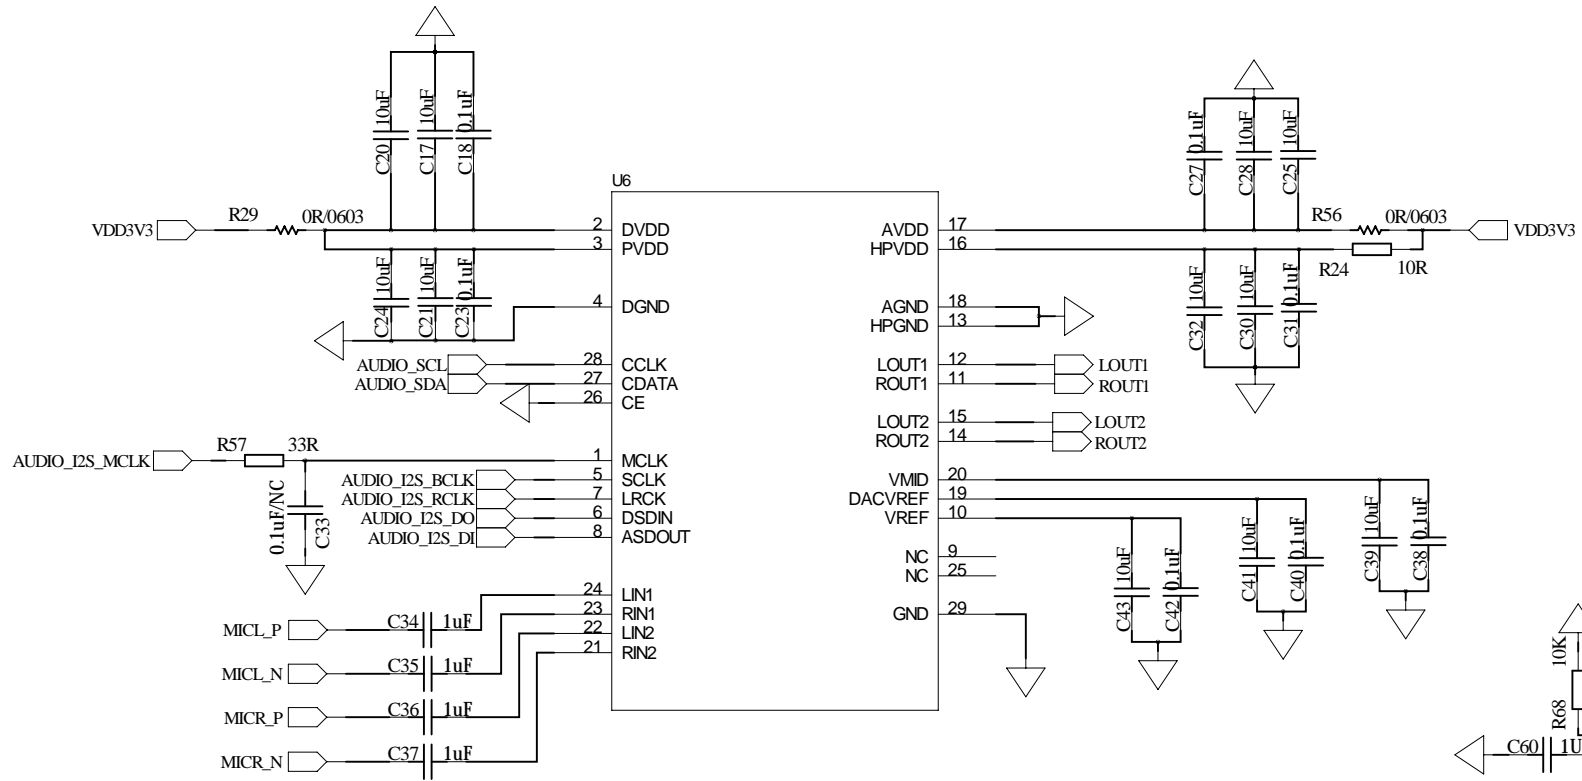 C20 10uF
C17 10uF
C18 0.1uF
C27 0.1uF
C28 10uF
C25 10uF
U6
VDD3V3
R29
0R/0603
2
DVDD
3
PVDD
AVDD
17
HPVDD
16
R56
0R/0603
VDD3V3
R24
10R
C24 10uF
C21 10uF
C23 0.1uF
4
DGND
AGND
18
HPGND
13
C32 10uF
C30 10uF
C31 0.1uF
AUDIO_SCL
28
CCLK
AUDIO_SDA
27
CDATA
26
CE
LOUT1
12
LOUT1
ROUT1
11
ROUT1
LOUT2
15
LOUT2
ROUT2
14
ROUT2
AUDIO_I2S_MCLK
R57
33R
1
MCLK
AUDIO_I2S_BCLK
5
SCLK
AUDIO_I2S_RCLK
7
LRCK
AUDIO_I2S_DO
6
DSDIN
AUDIO_I2S_DI
8
ASDOUT
0.1uF/NC
C33
VMID
20
DACVREF
19
VREF
10
NC
9
NC
25
GND
29
C43 10uF
C42 0.1uF
C41 10uF
C40 0.1uF
C39 10uF
C38 0.1uF
24
LIN1
23
RIN1
22
LIN2
21
RIN2
MICL_P
C34
1uF
MICL_N
C35
1uF
MICR_P
C36
1uF
MICR_N
C37
1uF
R68 10K
C60
1U